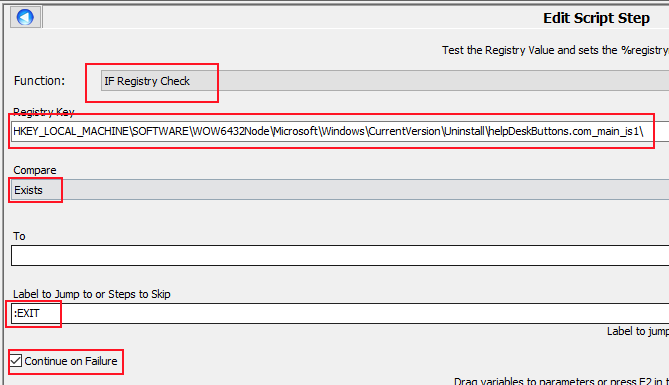 Edit Script Step
Test the Registry Value and sets the %registry
Function: IF Registry Check
Registry Key
HKEY_LOCAL_MACHINE\SOFTWARE\WOW6432Node\Microsoft\Windows\CurrentVersion\Uninstall\helpDeskButtons.com_main_is1\
Compare
Exists
To
Label to Jump to or Steps to Skip
:EXIT
Label to jump
Continue on Failure
Drag variables to parameters or press F2 in t